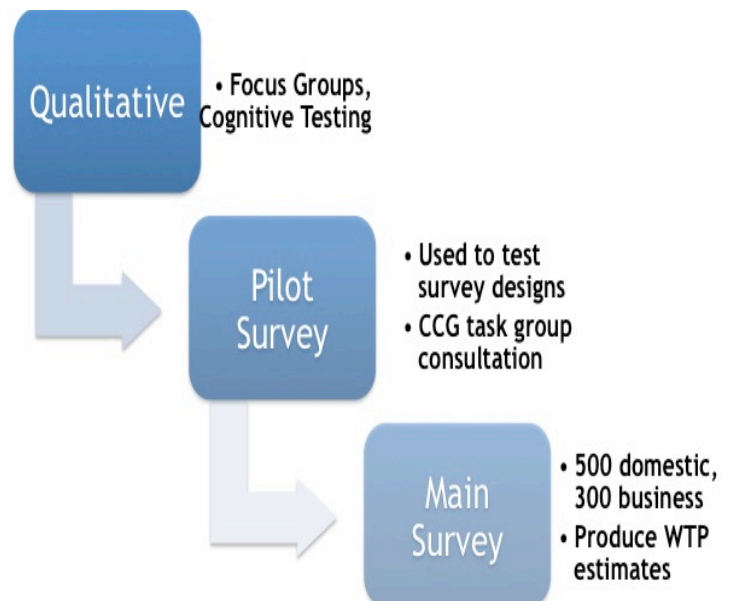 Qualitative
• Focus Groups,
Cognitive Testing
Pilot
Survey
• Used to test
survey designs
• CCG task group
consultation
Main
Survey
• 500 domestic,
300 business
• Produce WTP
estimates